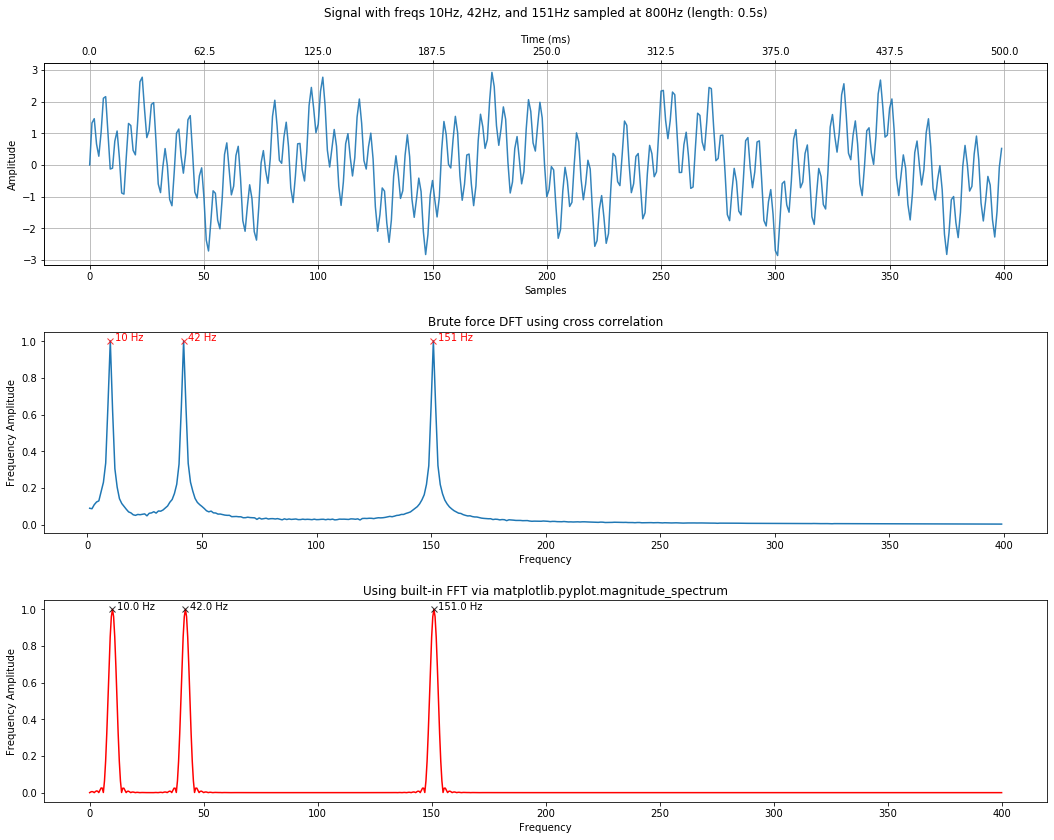 Signal with freqs 10Hz, 42Hz, and 151Hz sampled at 800Hz (length: 0.5s)
Time (ms)
0.0 62.5 125.0 187.5 250.0 312.5 375.0 437.5 500.0
3
2
1
0
−1
−2
−3
Amplitude
0 50 100 150 200 250 300 350 400
Samples
Brute force DFT using cross correlation
10 Hz 42 Hz 151 Hz
1.0
0.8
0.6
0.4
0.2
0.0
Frequency Amplitude
0 50 100 150 200 250 300 350 400
Frequency
Using built-in FFT via matplotlib.pyplot.magnitude_spectrum
10.0 Hz 42.0 Hz 151.0 Hz
1.0
0.8
0.6
0.4
0.2
0.0
Frequency Amplitude
0 50 100 150 200 250 300 350 400
Frequency